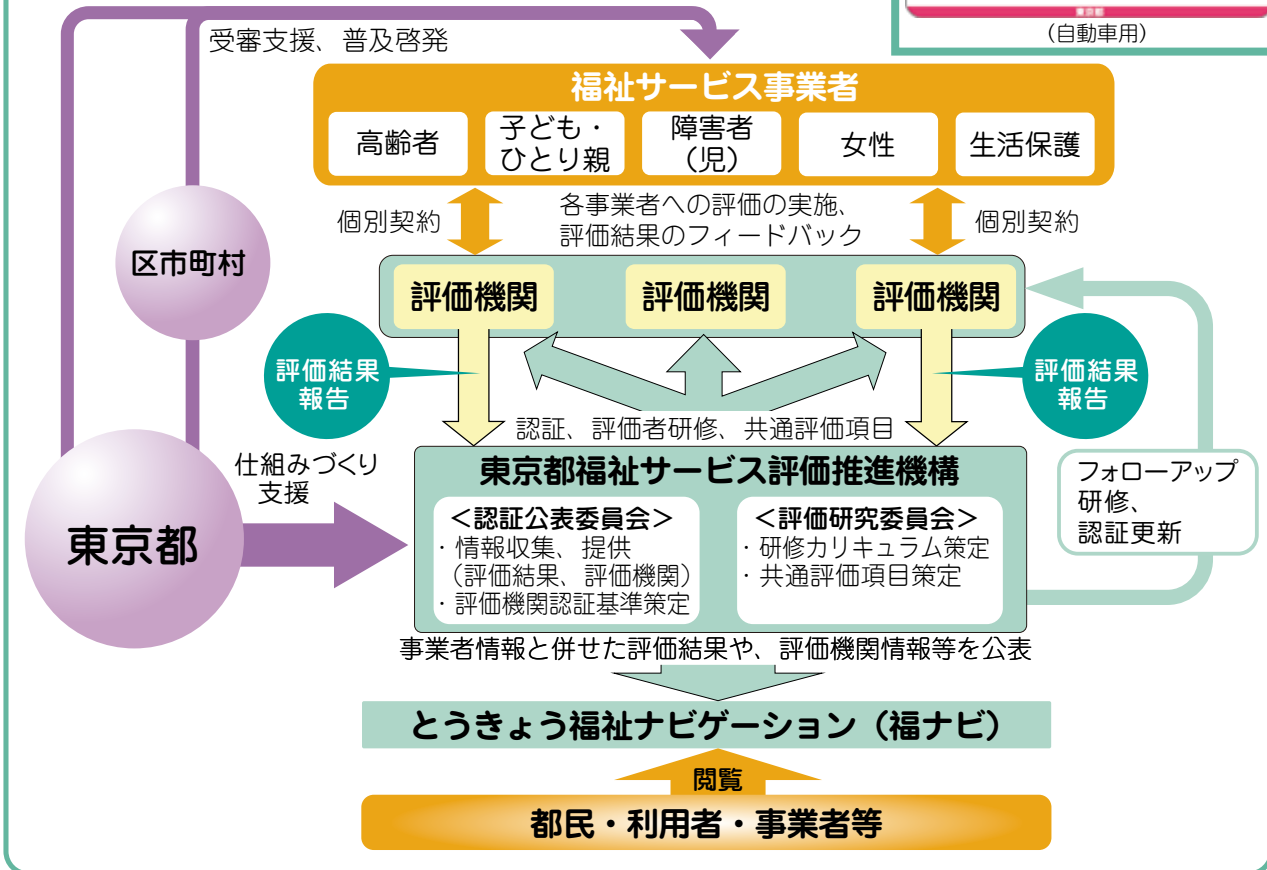 東京都
(自動車用)
受審支援、普及啓発
福祉サービス事業者
高齢者
子ども・
ひとり親
障害者
(児)
女性
生活保護
個別契約
各事業者への評価の実施、
評価結果のフィードバック
個別契約
区市町村
評価機関
評価機関
評価機関
評価結果
報告
評価結果
報告
認証、評価者研修、共通評価項目
仕組みづくり
支援
東京都
東京都福祉サービス評価推進機構
<認証公表委員会>
・情報収集、提供
(評価結果、評価機関)
・評価機関認証基準策定
<評価研究委員会>
・研修カリキュラム策定
・共通評価項目策定
フォローアップ
研修、
認証更新
事業者情報と併せた評価結果や、評価機関情報等を公表
とうきょう福祉ナビゲーション(福ナビ)
閲覧
都民・利用者・事業者等